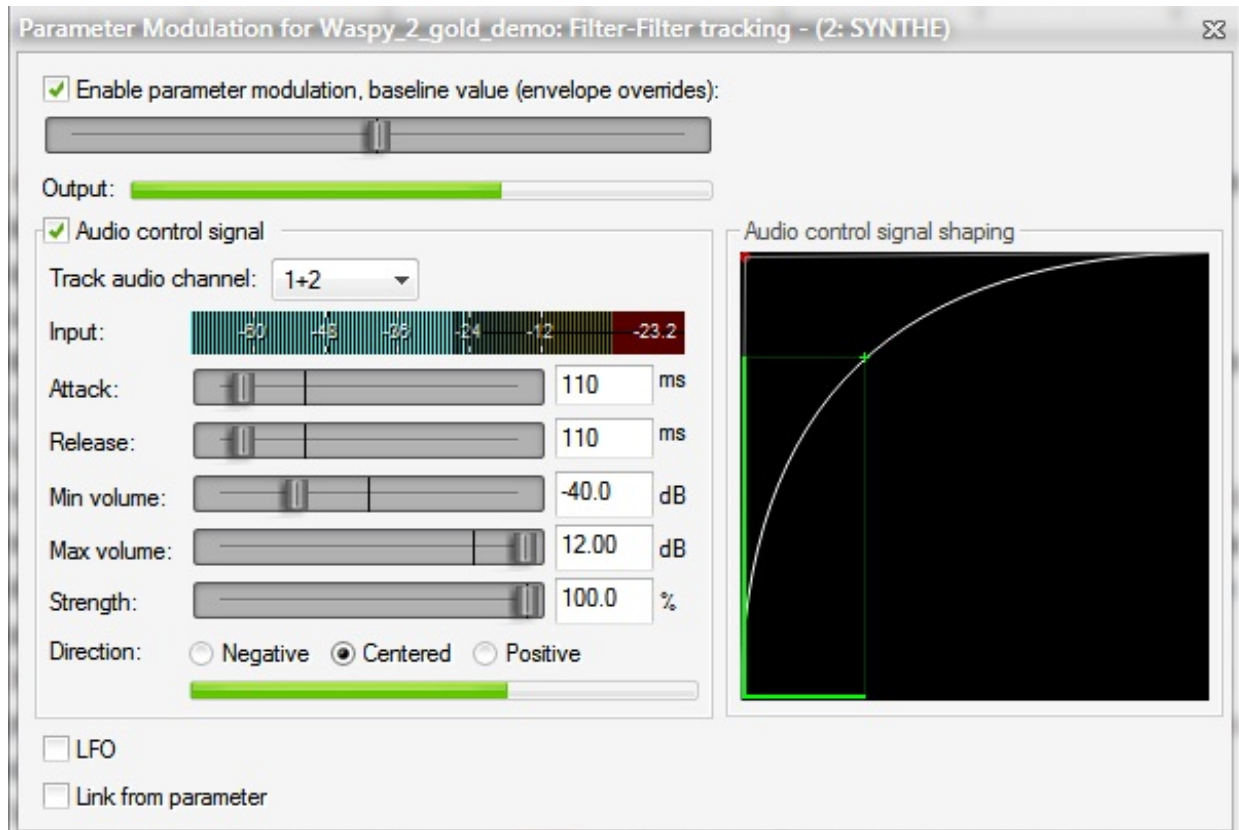 Parameter Modulation for Waspy_2_gold_demo: Filter-Filter tracking - (2: SYNTHE)
Enable parameter modulation, baseline value (envelope overrides):
Output:
Audio control signal
Audio control signal shaping
Track audio channel: 1+2
Input: -60 -48 -36 -24 -12 -23.2
Attack: 110 ms
Release: 110 ms
Min volume: -40.0 dB
Max volume: 12.00 dB
Strength: 100.0 %
Direction: Negative Centered Positive
LFO
Link from parameter